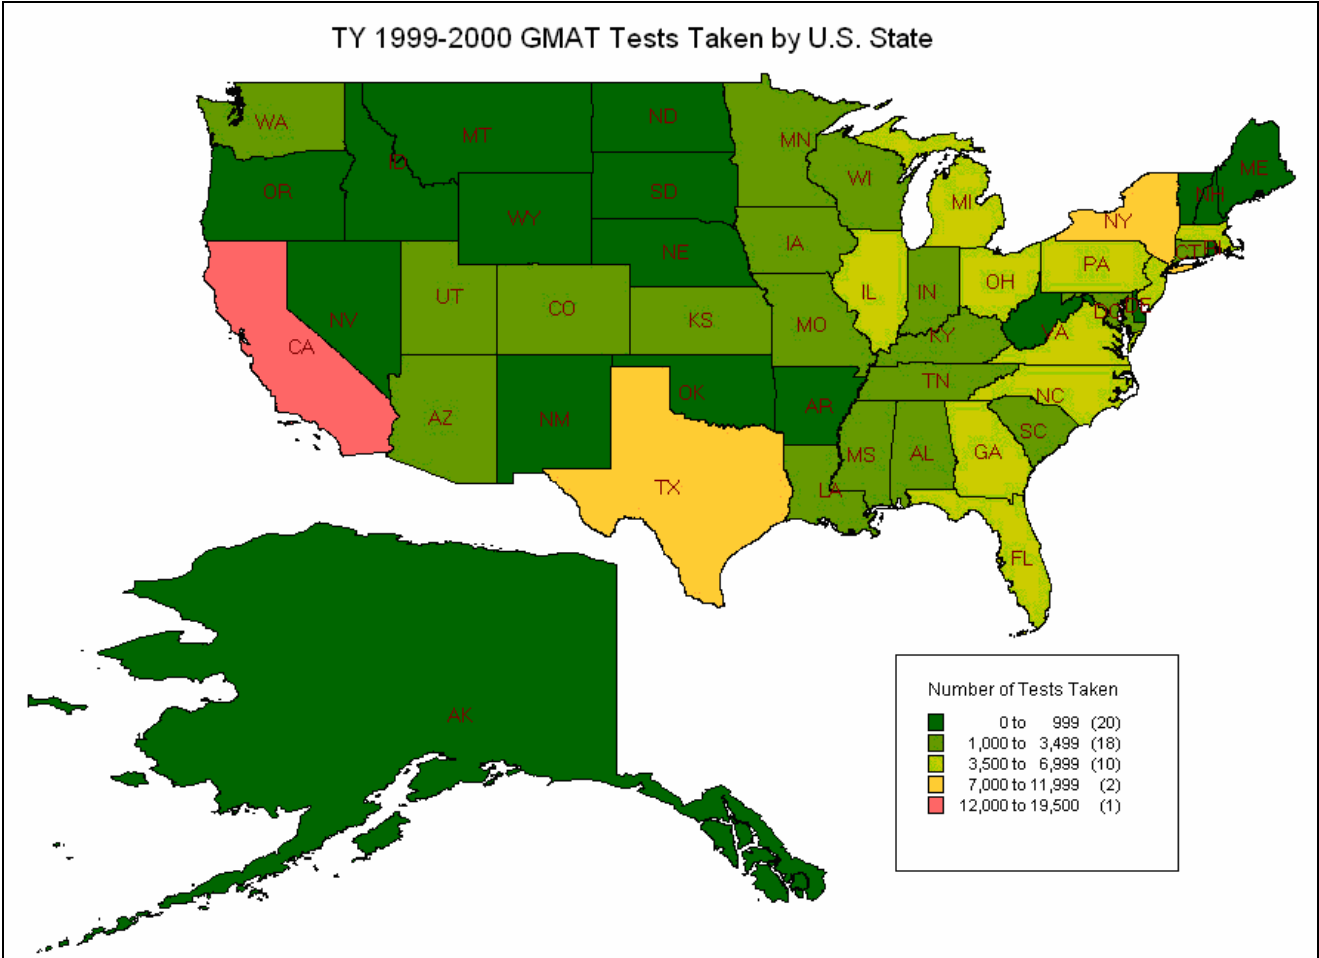 TY 1999-2000 GMAT Tests Taken by U.S. State
WA
MT
ND
MN
ID
OR
SD
WI
WY
MI
ME
NH
NY
IA
NE
PA
CT
UT
CO
KS
MO
IL
IN
OH
NV
CA
KY
VA
DC
DE
AZ
NM
OK
AR
TN
NC
SC
MS
AL
GA
LA
TX
FL
AK
Number of Tests Taken
0 to 999 (20)
1,000 to 3,499 (18)
3,500 to 6,999 (10)
7,000 to 11,999 (2)
12,000 to 19,500 (1)